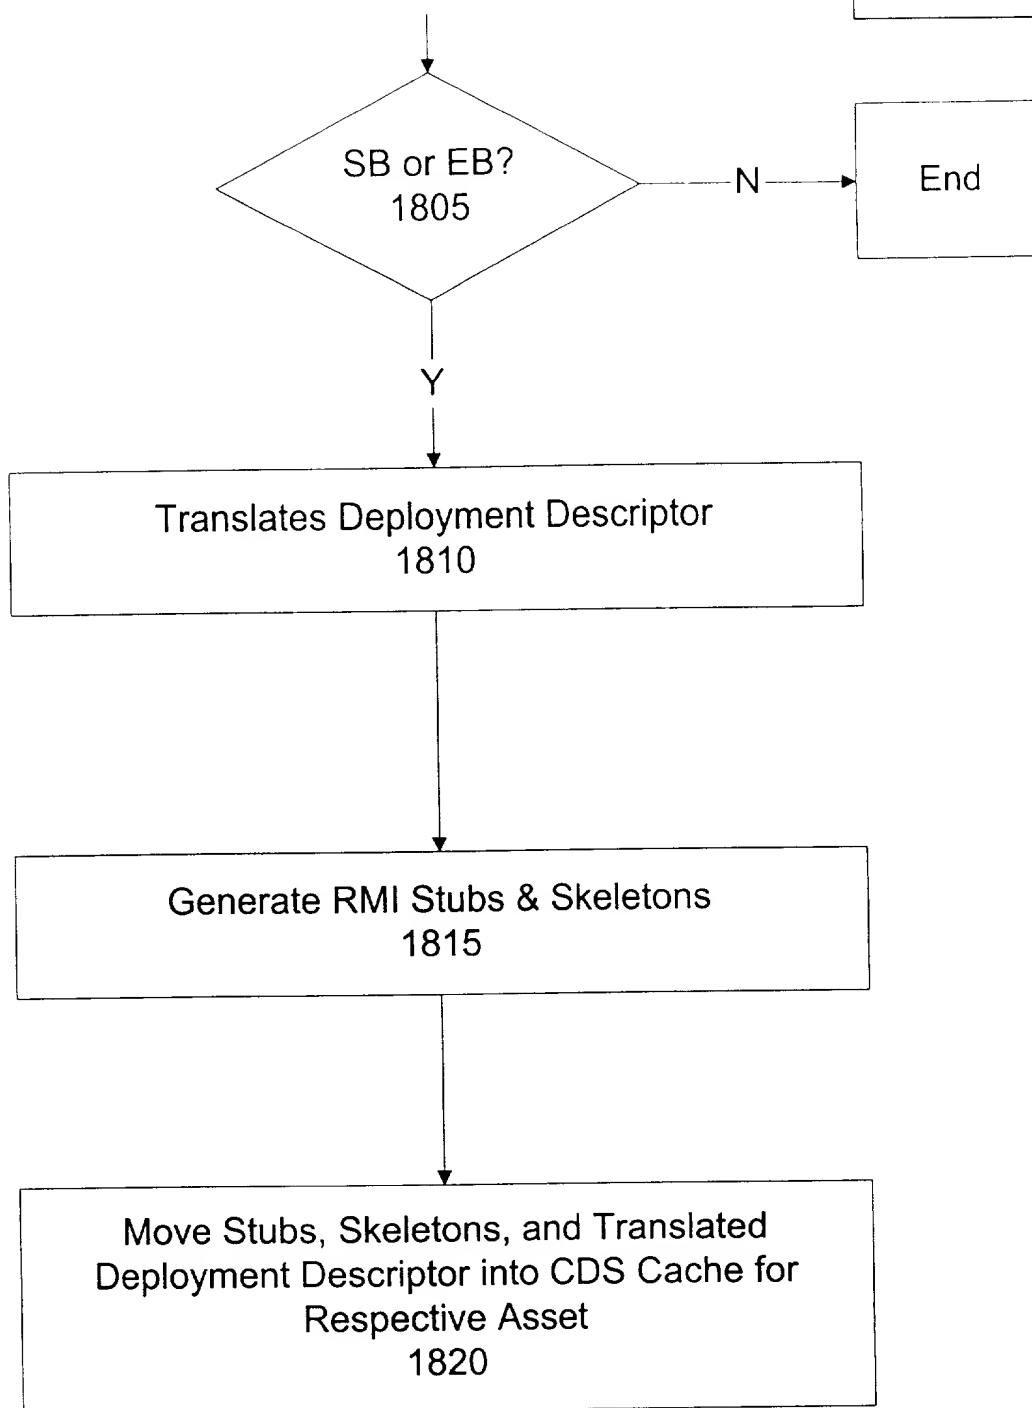 SB or EB?
1805
N
End
Y
Translates Deployment Descriptor
1810
Generate RMI Stubs & Skeletons
1815
Move Stubs, Skeletons, and Translated
Deployment Descriptor into CDS Cache for
Respective Asset
1820